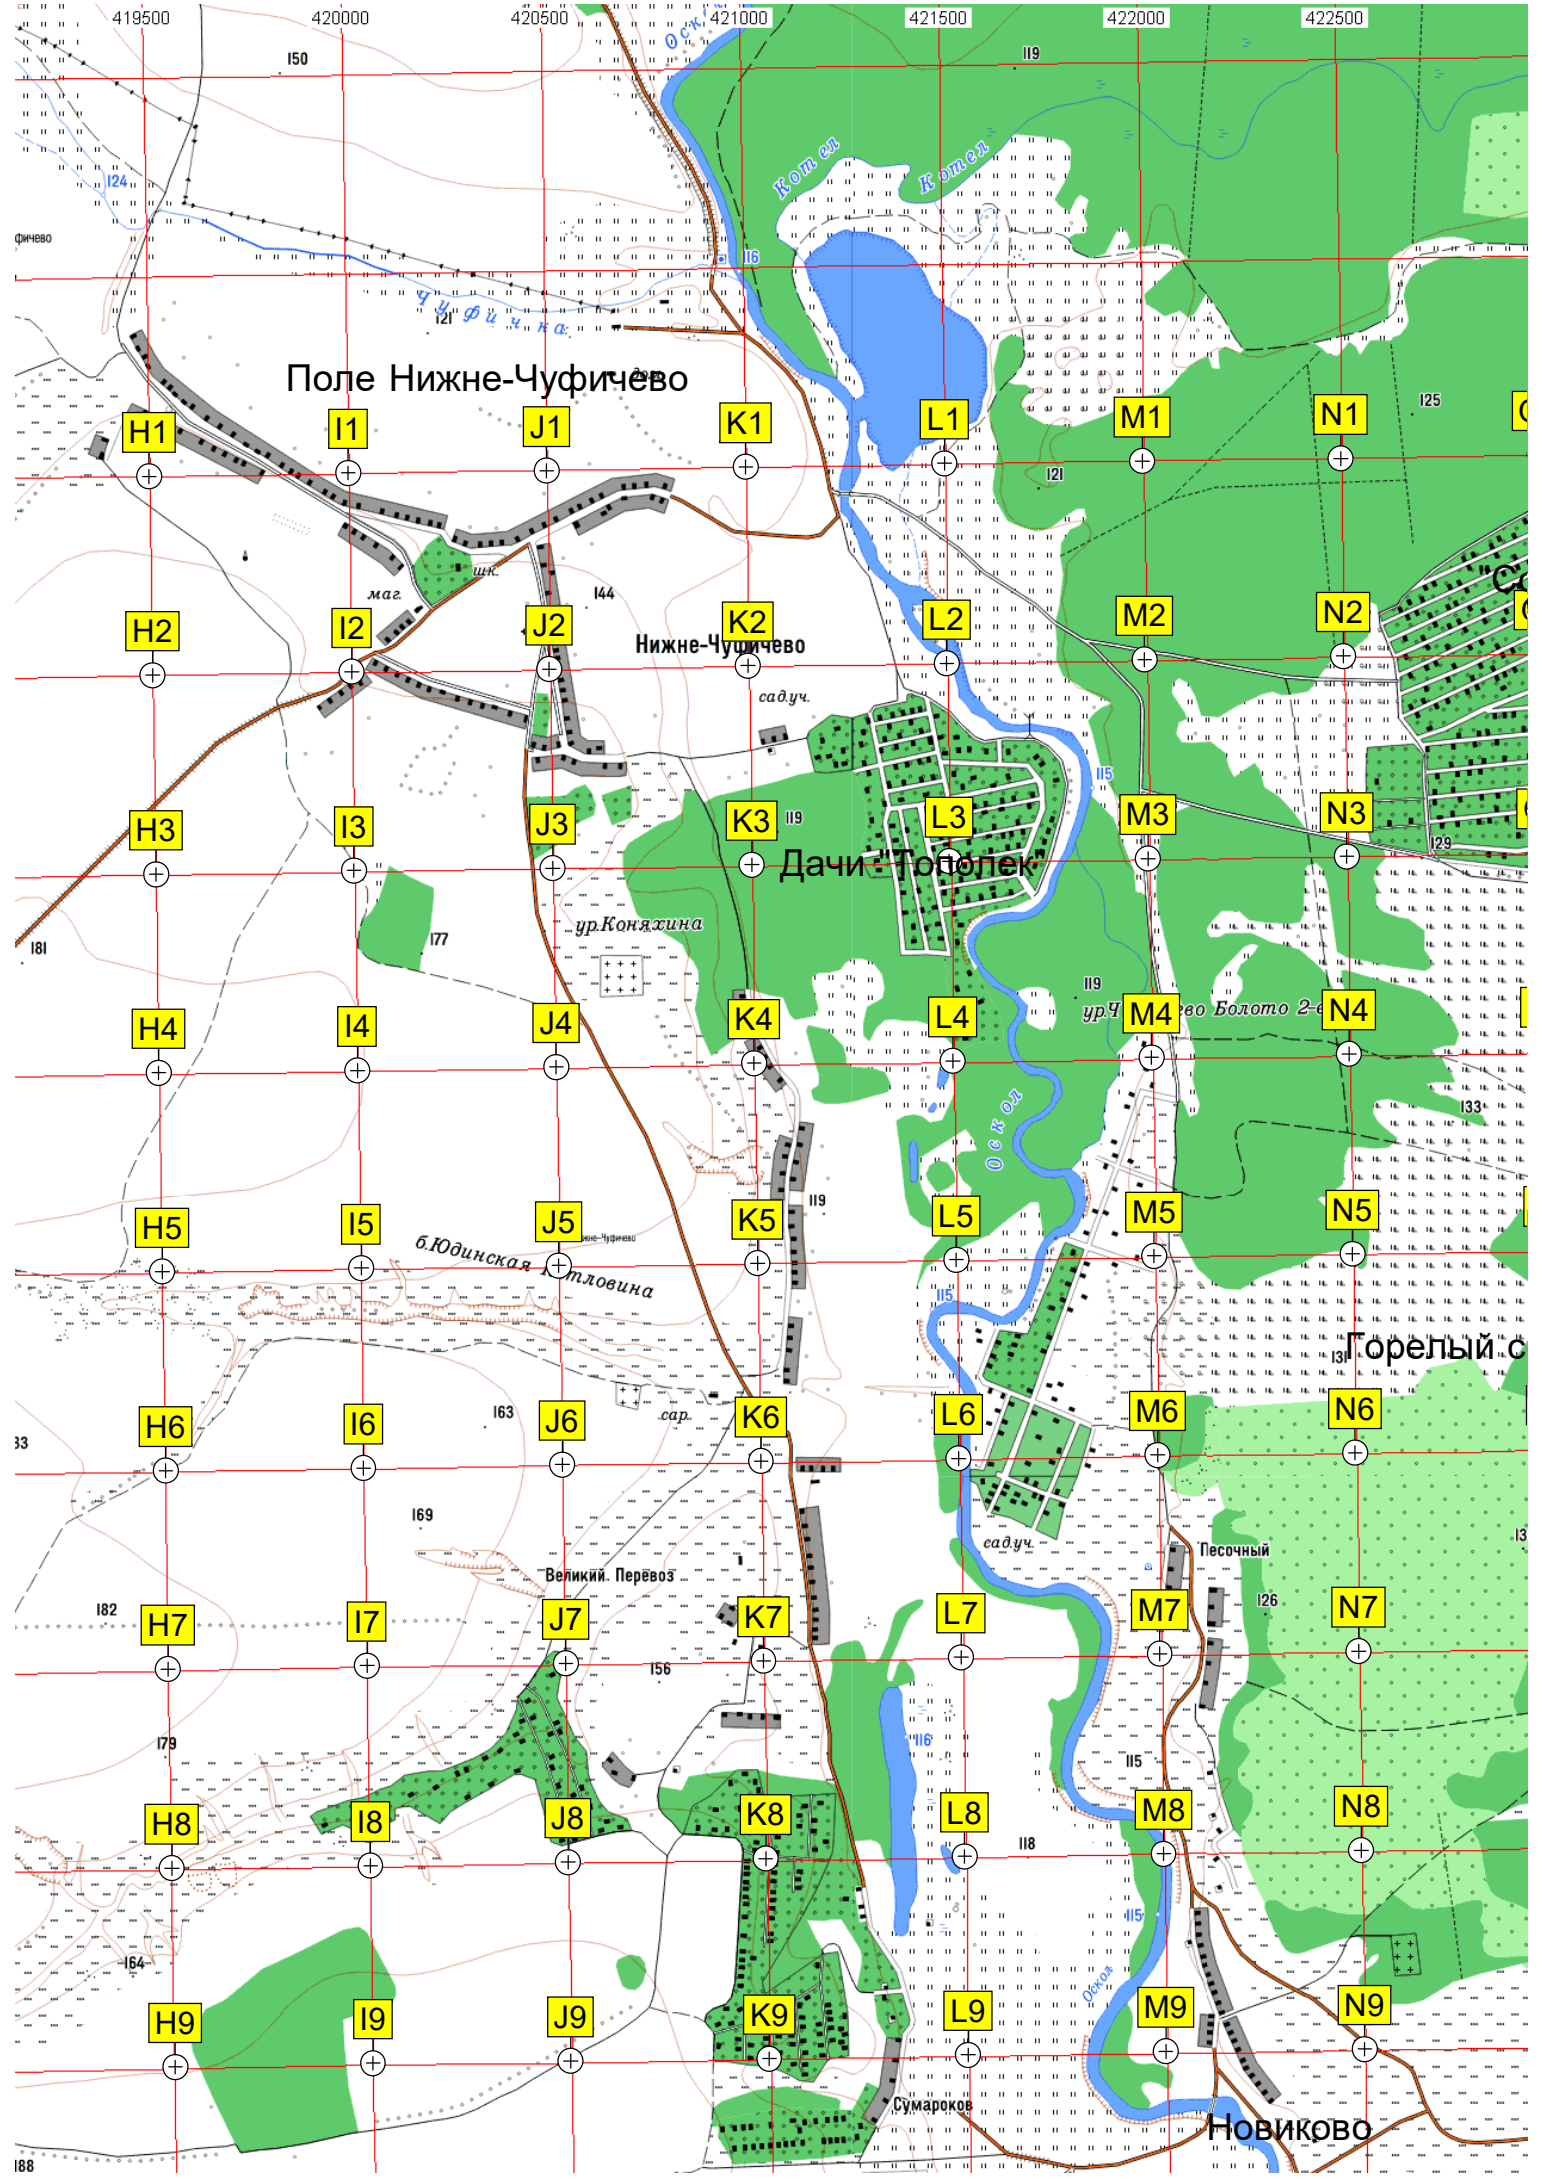 419500 420000 420500 421000 421500 422000 422500
150
119
124
Котел
Котел
фичево
116
Чуфичка
121
Поле Нижне-Чуфичево
125
H1 I1 J1 K1 L1 M1 N1
121
шк.
маг.
144
H2 I2 J2 K2 L2 M2 N2
Нижне-Чуфичево
сад.уч.
115
H3 I3 J3 K3 L3 M3 N3
119
129
Дачи "Тополек"
ур.Коняхина
181
177
119
H4 I4 J4 K4 L4 M4 N4
133
Оскол
119
H5 I5 J5 K5 L5 M5 N5
б.Юдинская
115
131
Горелый с
H6 I6 J6 K6 L6 M6 N6
163
сар.
33
169
сад.уч.
Песочный
Великий Перевоз
182
126
H7 I7 J7 K7 L7 M7 N7
156
179
116
115
H8 I8 J8 K8 L8 M8 N8
118
115
164
Оскол
H9 I9 J9 K9 L9 M9 N9
Сумароков
Новиково
188